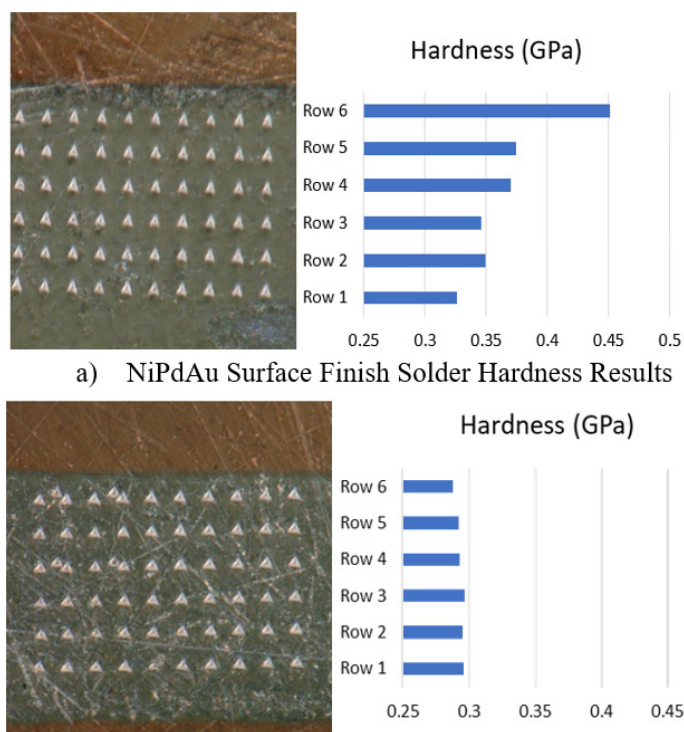 Hardness (GPa)
Row 6
Row 5
Row 4
Row 3
Row 2
Row 1
0.25 0.3 0.35 0.4 0.45 0.5
a) NiPdAu Surface Finish Solder Hardness Results
Hardness (GPa)
Row 6
Row 5
Row 4
Row 3
Row 2
Row 1
0.25 0.3 0.35 0.4 0.45